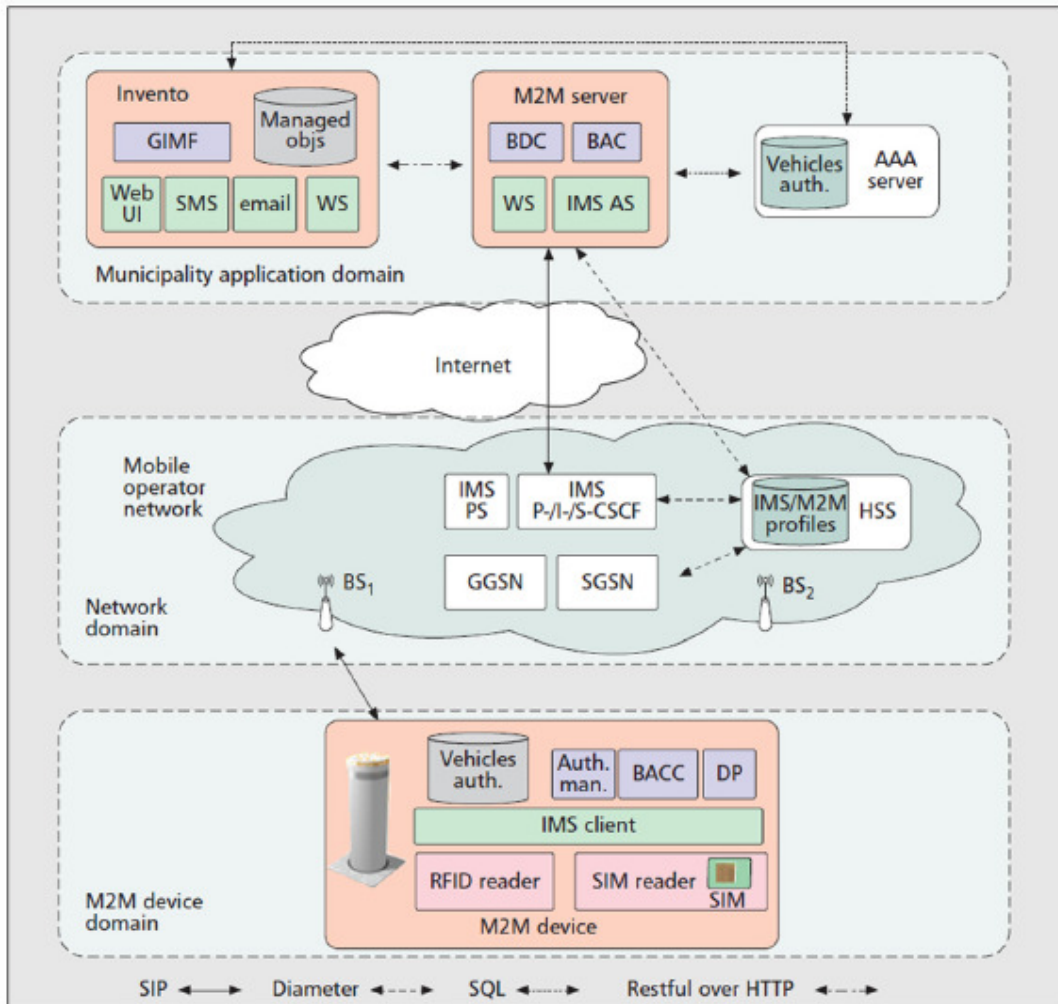 Invento
Managed
objs
GIMF
Web
UI
SMS
email
WS
M2M server
BDC
BAC
WS
IMS AS
Vehicles
auth.
AAA
server
Municipality application domain
Internet
Mobile
operator
network
IMS
PS
IMS
P-/I-/S-CSCF
IMS/M2M
profiles
HSS
GGSN
SGSN
BS1
BS2
Network
domain
Vehicles
auth.
Auth.
man.
BACC
DP
IMS client
RFID reader
SIM reader
SIM
M2M device
M2M device
domain
SIP
Diameter
SQL
Restful over HTTP